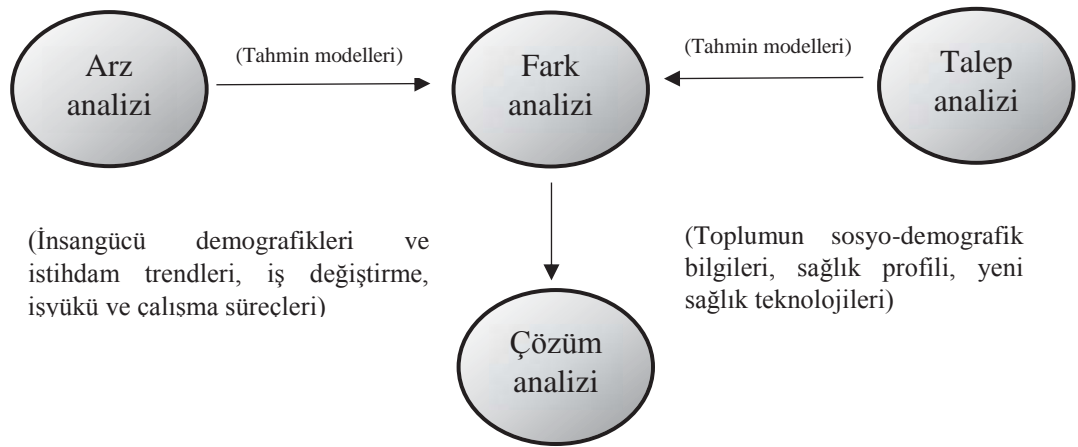 Arz
analizi
(Tahmin modelleri)
Fark
analizi
(Tahmin modelleri)
Talep
analizi
(İnsangücü demografikleri ve
istihdam trendleri, iş değiştirme,
işyükü ve çalışma süreçleri)
(Toplumun sosyo-demografik
bilgileri, sağlık profili, yeni
sağlık teknolojileri)
Çözüm
analizi